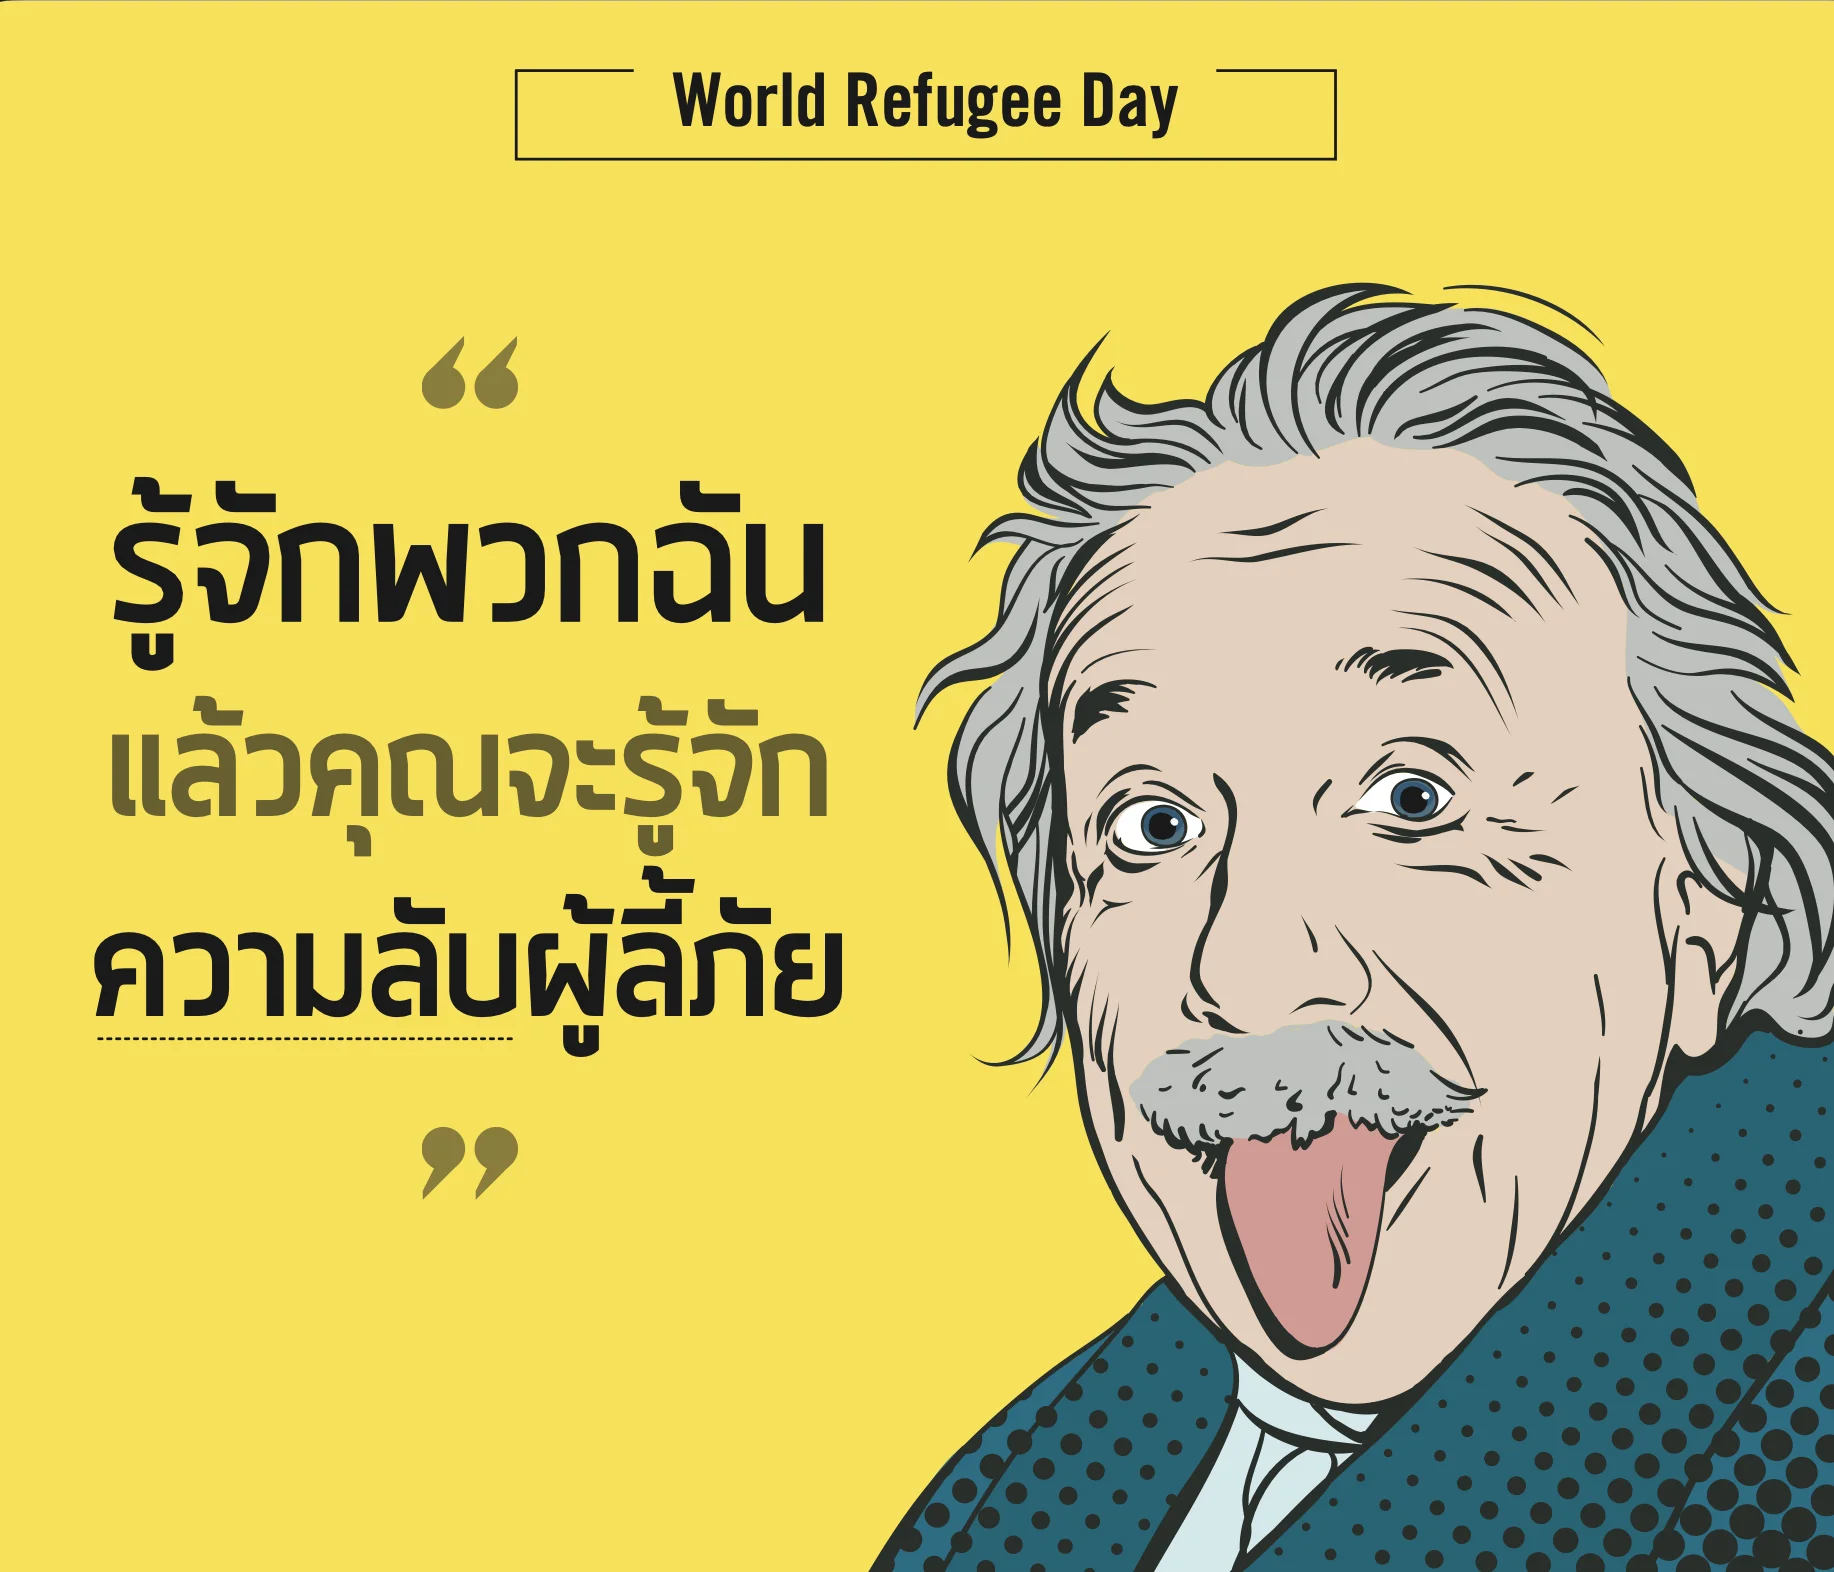 World Refugee Day
“
รู้จักพวกฉัน
แล้วคุณจะรู้จัก
ความลับผู้ลี้ภัย
”